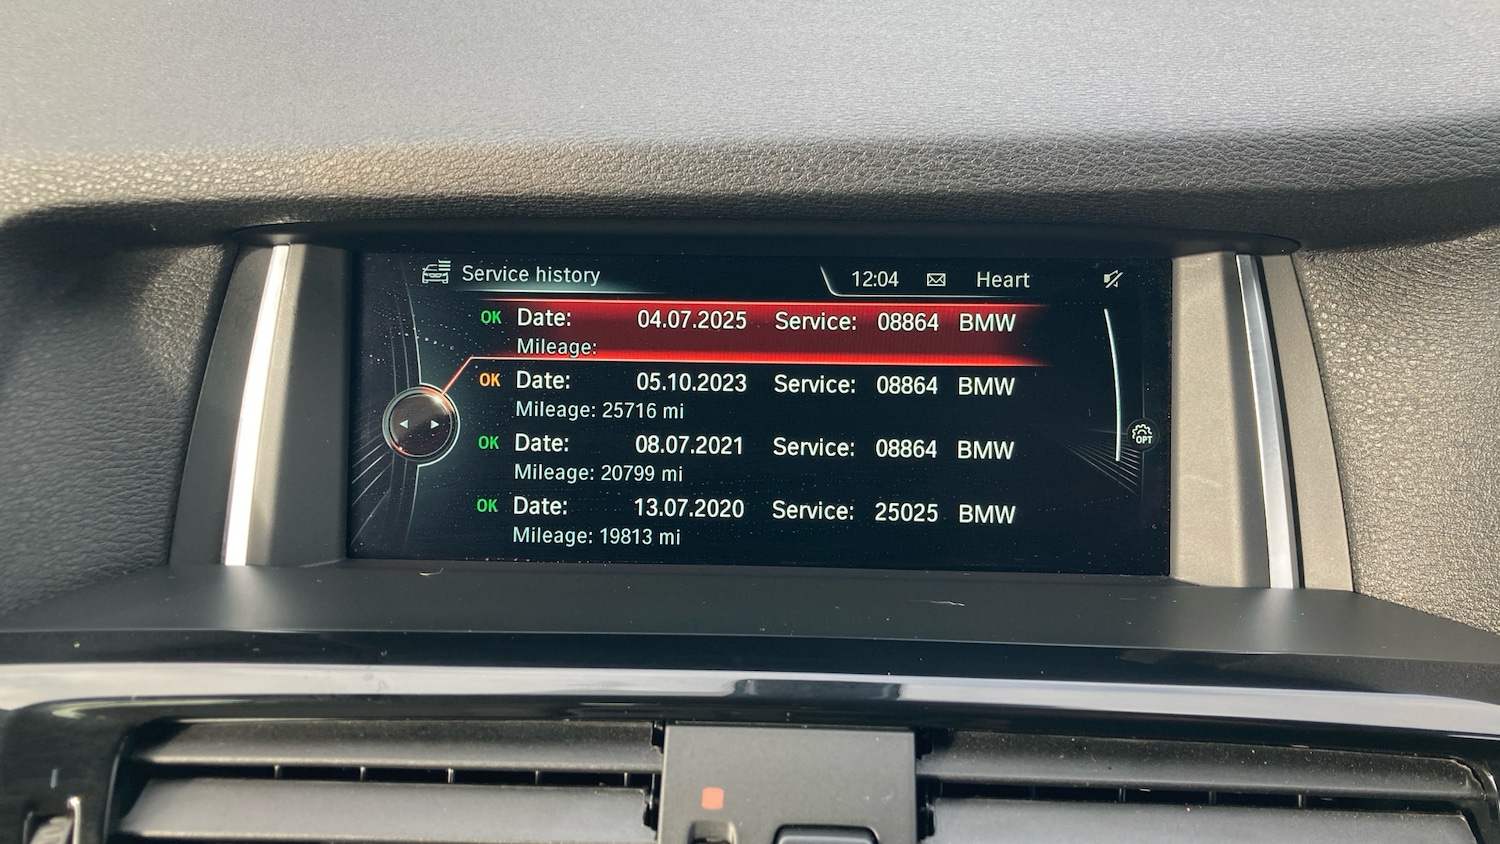 Service history 12:04 Heart
OK Date: 04.07.2025 Service: 08864 BMW
Mileage:
OK Date: 05.10.2023 Service: 08864 BMW
Mileage: 25716 mi
OK Date: 08.07.2021 Service: 08864 BMW
Mileage: 20799 mi
OPT
OK Date: 13.07.2020 Service: 25025 BMW
Mileage: 19813 mi